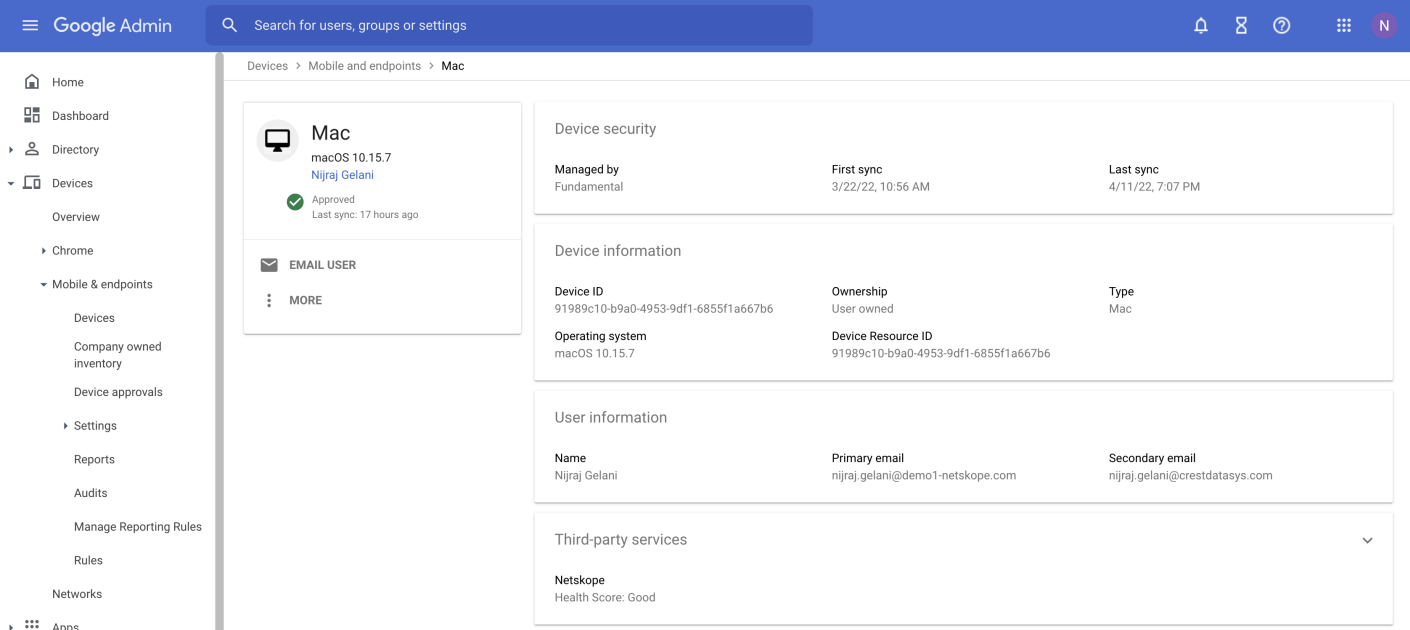 Google Admin
Search for users, groups or settings
N
Home
Dashboard
Directory
Devices
Overview
Chrome
Mobile & endpoints
Devices
Company owned
inventory
Device approvals
Settings
Reports
Audits
Manage Reporting Rules
Rules
Networks
Apps
Devices > Mobile and endpoints > Mac
Mac
macOS 10.15.7
Nijraj Gelani
Approved
Last sync: 17 hours ago
EMAIL USER
MORE
Device security
Managed by First sync Last sync
Fundamental 3/22/22, 10:56 AM 4/11/22, 7:07 PM
Device information
Device ID Ownership Type
91989c10-b9a0-4953-9df1-6855f1a667b6 User owned Mac
Operating system Device Resource ID
macOS 10.15.7 91989c10-b9a0-4953-9df1-6855f1a667b6
User information
Name Primary email Secondary email
Nijraj Gelani nijraj.gelani@demo1-netskope.com nijraj.gelani@crestdatasys.com
Third-party services
Netskope
Health Score: Good